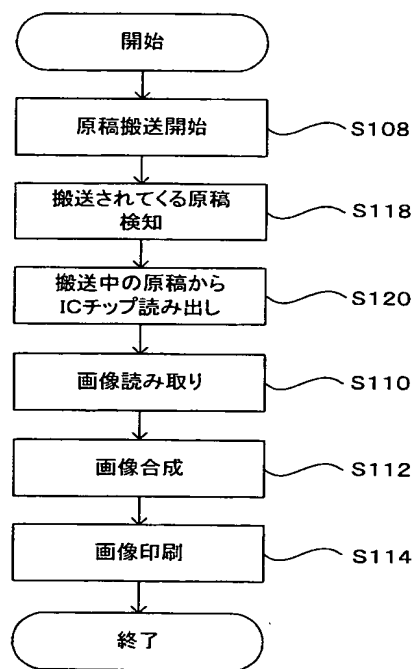 開始
原稿搬送開始
S108
搬送されてくる原稿
検知
S118
搬送中の原稿から
ICチップ読み出し
S120
画像読み取り
S110
画像合成
S112
画像印刷
S114
終了